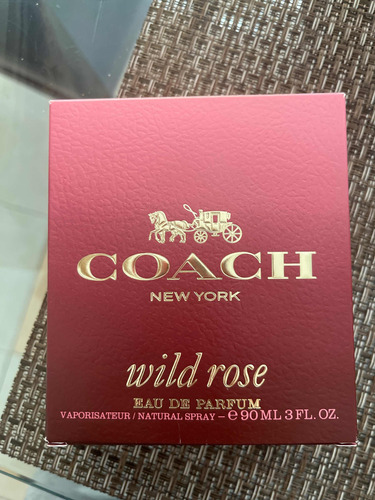 COACH
NEW YORK
wild rose
EAU DE PARFUM
VAPORISATEUR / NATURAL SPRAY – ℮ 90 ML 3 FL. OZ.